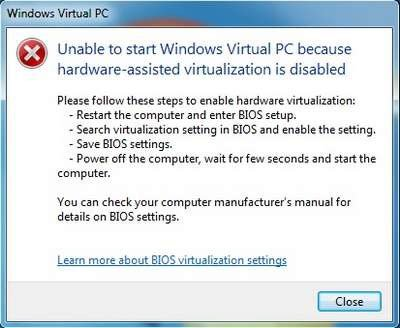 Windows Virtual PC
Unable to start Windows Virtual PC because
hardware-assisted virtualization is disabled
Please follow these steps to enable hardware virtualization:
- Restart the computer and enter BIOS setup.
- Search virtualization setting in BIOS and enable the setting.
- Save BIOS settings.
- Power off the computer, wait for few seconds and start the
computer.
You can check your computer manufacturer's manual for
details on BIOS settings.
Learn more about BIOS virtualization settings
Close